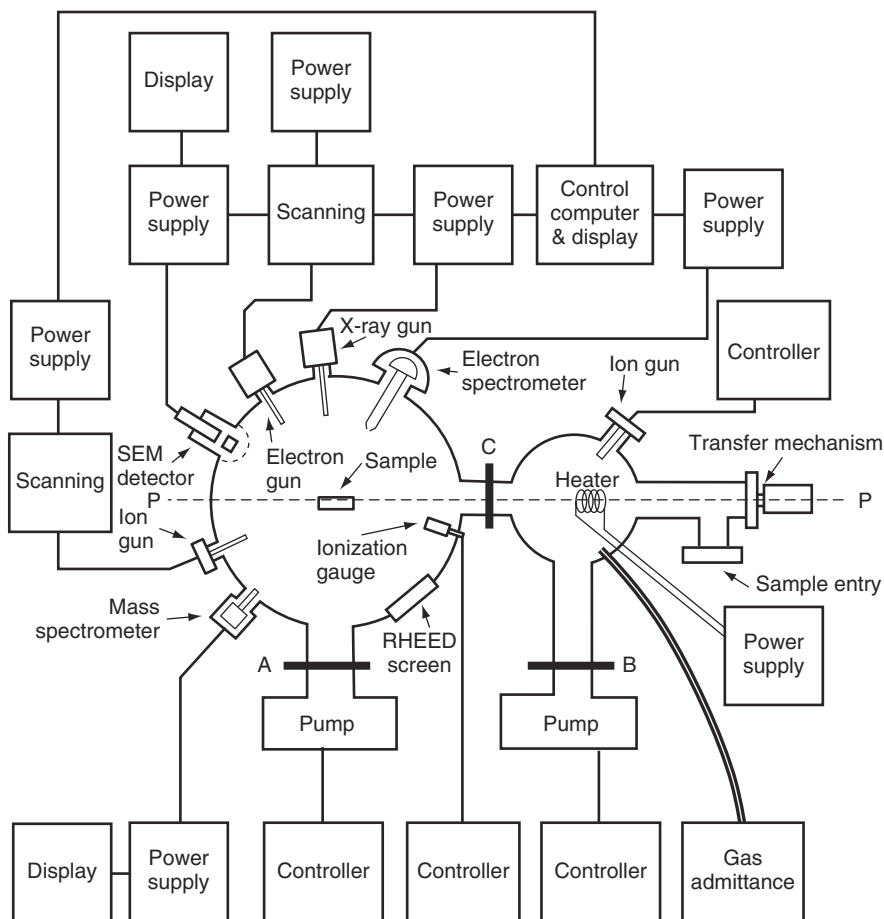 Display
Power
supply
Power
supply
Scanning
Power
supply
Control
computer
& display
Power
supply
Power
supply
X-ray gun
Electron
spectrometer
Ion gun
Controller
SEM
detector
Electron
gun
Sample
C
Heater
Transfer mechanism
Scanning
P
P
Ion
gun
Ionization
gauge
Sample entry
Mass
spectrometer
RHEED
screen
Power
supply
A
B
Pump
Pump
Display
Power
supply
Controller
Controller
Controller
Gas
admittance